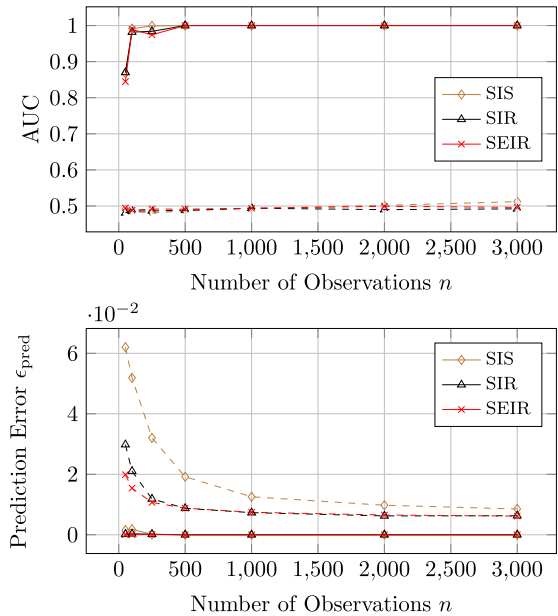 1
0.9
0.8
0.7
0.6
0.5
AUC
SIS
SIR
SEIR
0 500 1,000 1,500 2,000 2,500 3,000
Number of Observations n
·10⁻²
6
4
2
0
Prediction Error ϵpred
SIS
SIR
SEIR
0 500 1,000 1,500 2,000 2,500 3,000
Number of Observations n